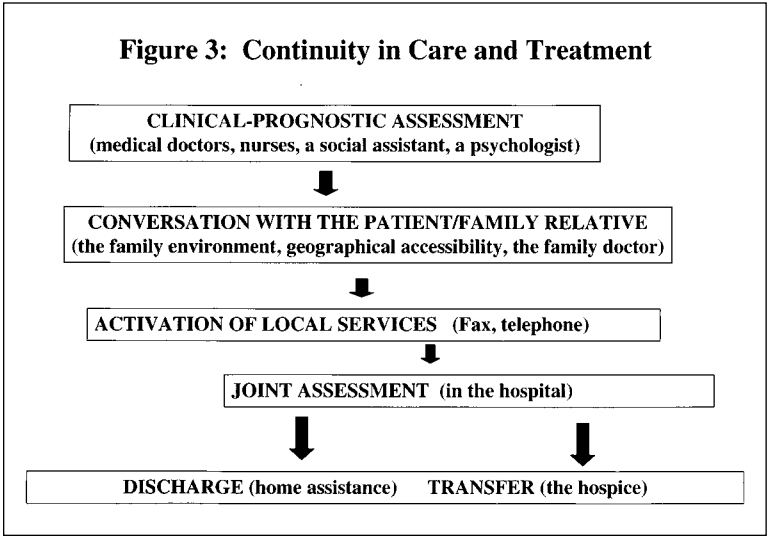 Figure 3: Continuity in Care and Treatment
CLINICAL-PROGNOSTIC ASSESSMENT
(medical doctors, nurses, a social assistant, a psychologist)
CONVERSATION WITH THE PATIENT/FAMILY RELATIVE
(the family environment, geographical accessibility, the family doctor)
ACTIVATION OF LOCAL SERVICES (Fax, telephone)
JOINT ASSESSMENT (in the hospital)
DISCHARGE (home assistance) TRANSFER (the hospice)